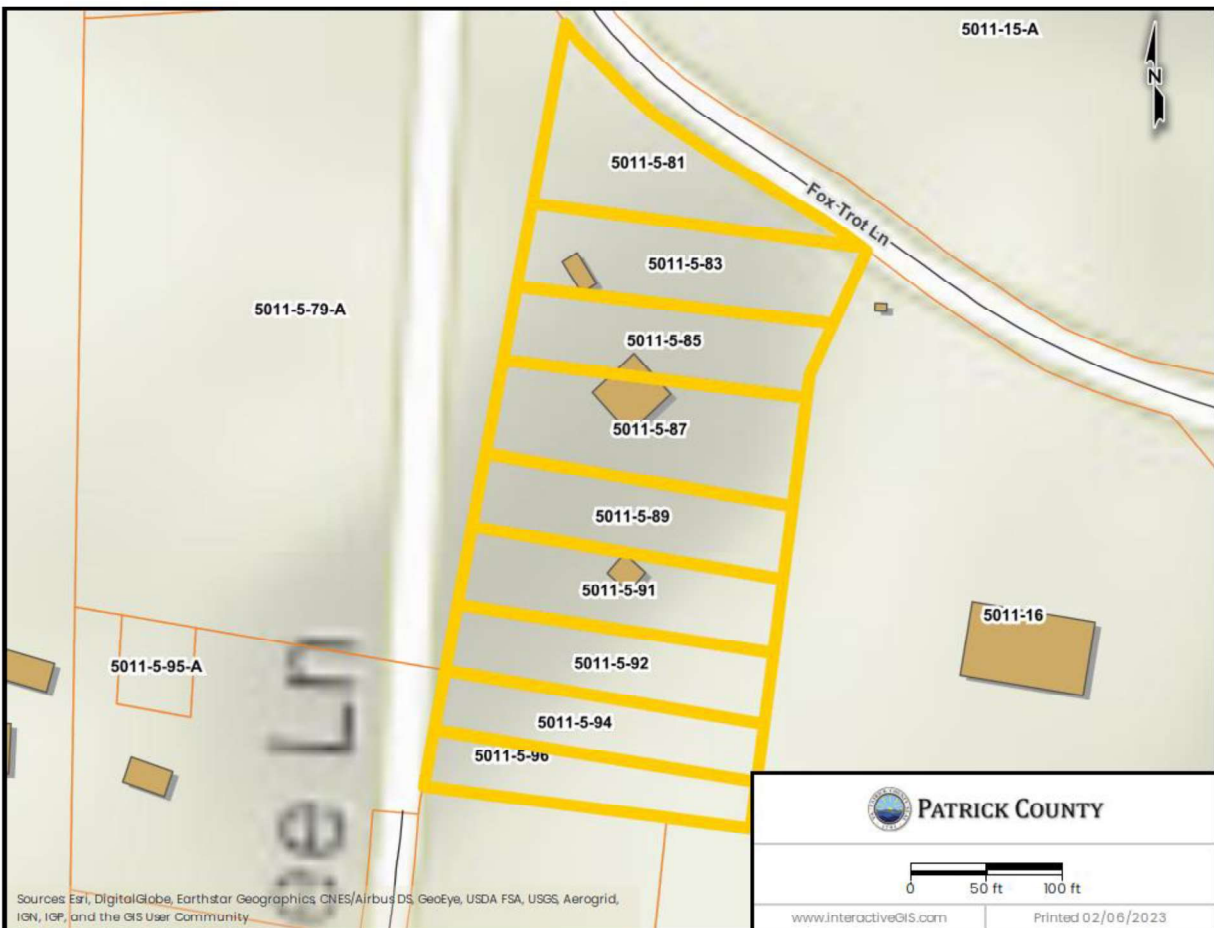 5011-15-A
N
5011-5-81
Fox-Trot Ln
5011-5-83
5011-5-79-A
5011-5-85
5011-5-87
5011-5-89
5011-5-91
5011-16
5011-5-92
5011-5-95-A
5011-5-94
5011-5-96
ee Ln
PATRICK COUNTY
0 50 ft 100 ft
Sources: Esri, DigitalGlobe, Earthstar Geographics, CNES/Airbus DS, GeoEye, USDA FSA, USGS, Aerogrid,
IGN, IGP, and the GIS User Community
www.interactiveGIS.com
Printed 02/06/2023